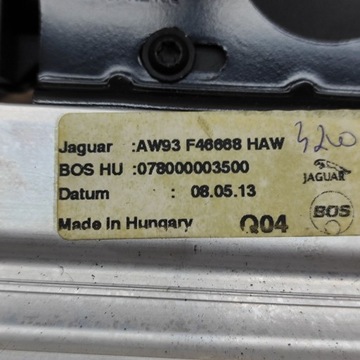 Jaguar :AW93 F46668 HAW
320
BOS HU :078000003500
JAGUAR
Datum : 08.05.13
BOS
Made in Hungary Q04